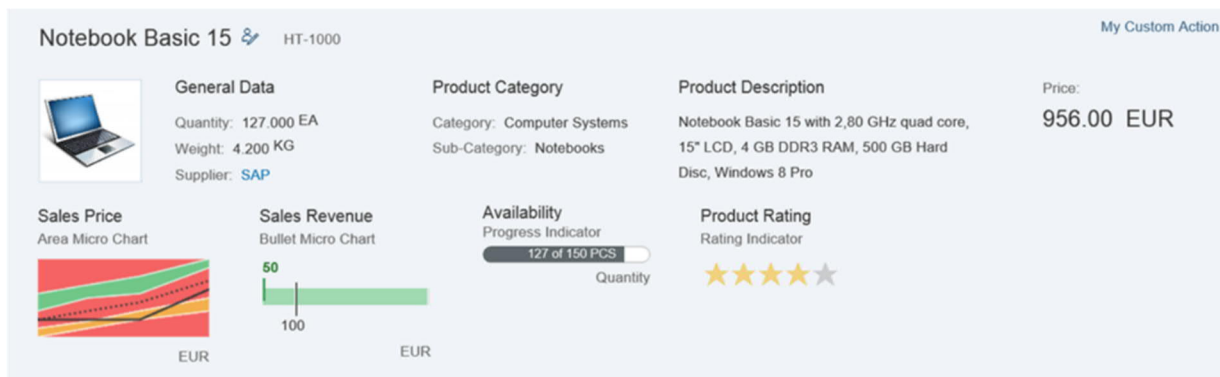 My Custom Action
Notebook Basic 15 HT-1000
General Data
Quantity: 127.000 EA
Weight: 4.200 KG
Supplier: SAP
Product Category
Category: Computer Systems
Sub-Category: Notebooks
Product Description
Notebook Basic 15 with 2,80 GHz quad core,
15" LCD, 4 GB DDR3 RAM, 500 GB Hard
Disc, Windows 8 Pro
Price:
956.00 EUR
Sales Price
Area Micro Chart
EUR
Sales Revenue
Bullet Micro Chart
50
100
EUR
Availability
Progress Indicator
127 of 150 PCS
Quantity
Product Rating
Rating Indicator